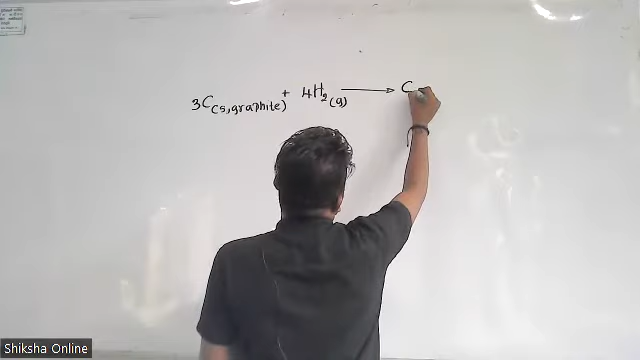 3C(s,graphite) + 4H2(g) → C
Shiksha Online